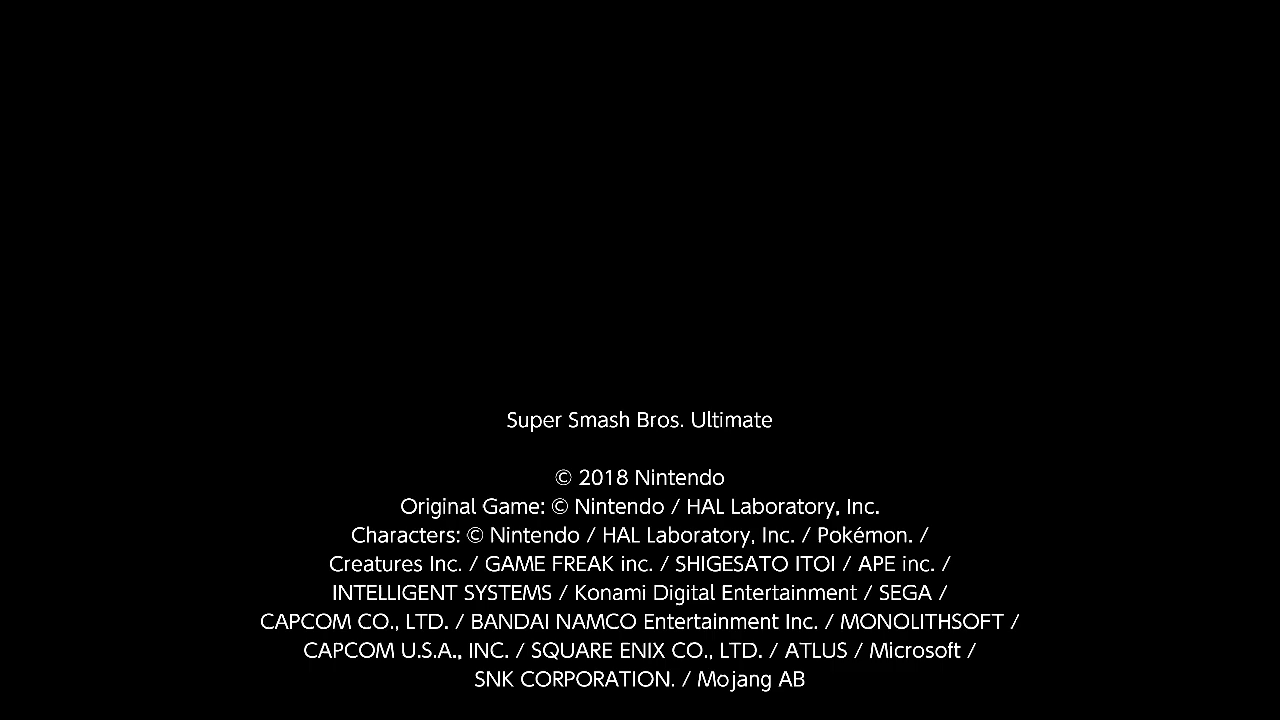 Super Smash Bros. Ultimate
© 2018 Nintendo
Original Game: © Nintendo / HAL Laboratory, Inc.
Characters: © Nintendo / HAL Laboratory, Inc. / Pokémon. /
Creatures Inc. / GAME FREAK inc. / SHIGESATO ITOI / APE inc. /
INTELLIGENT SYSTEMS / Konami Digital Entertainment / SEGA /
CAPCOM CO., LTD. / BANDAI NAMCO Entertainment Inc. / MONOLITHSOFT /
CAPCOM U.S.A., INC. / SQUARE ENIX CO., LTD. / ATLUS / Microsoft /
SNK CORPORATION. / Mojang AB